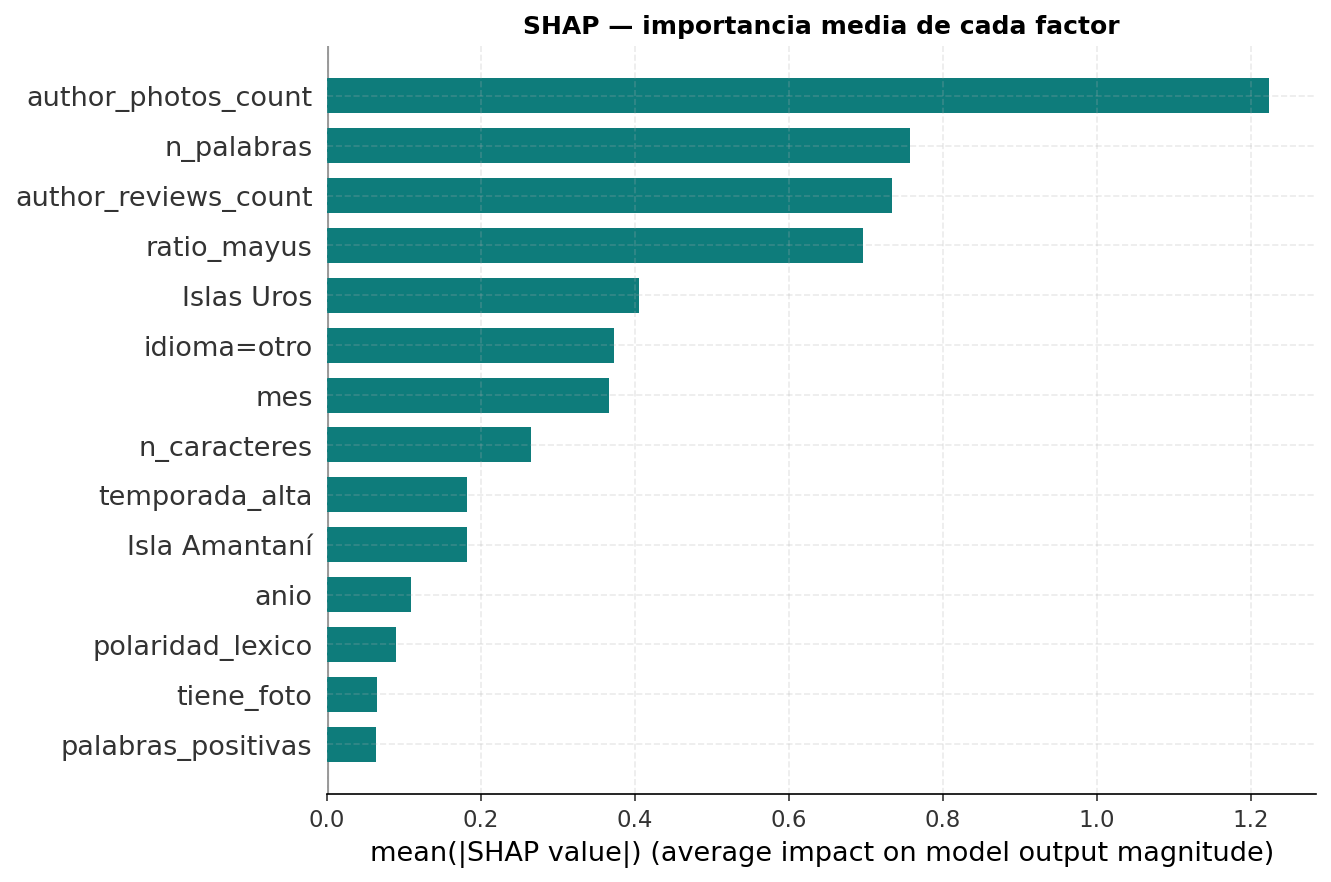 SHAP — importancia media de cada factor
author_photos_count
n_palabras
author_reviews_count
ratio_mayus
Islas Uros
idioma=otro
mes
n_caracteres
temporada_alta
Isla Amantaní
anio
polaridad_lexico
tiene_foto
palabras_positivas
0.0 0.2 0.4 0.6 0.8 1.0 1.2
mean(|SHAP value|) (average impact on model output magnitude)